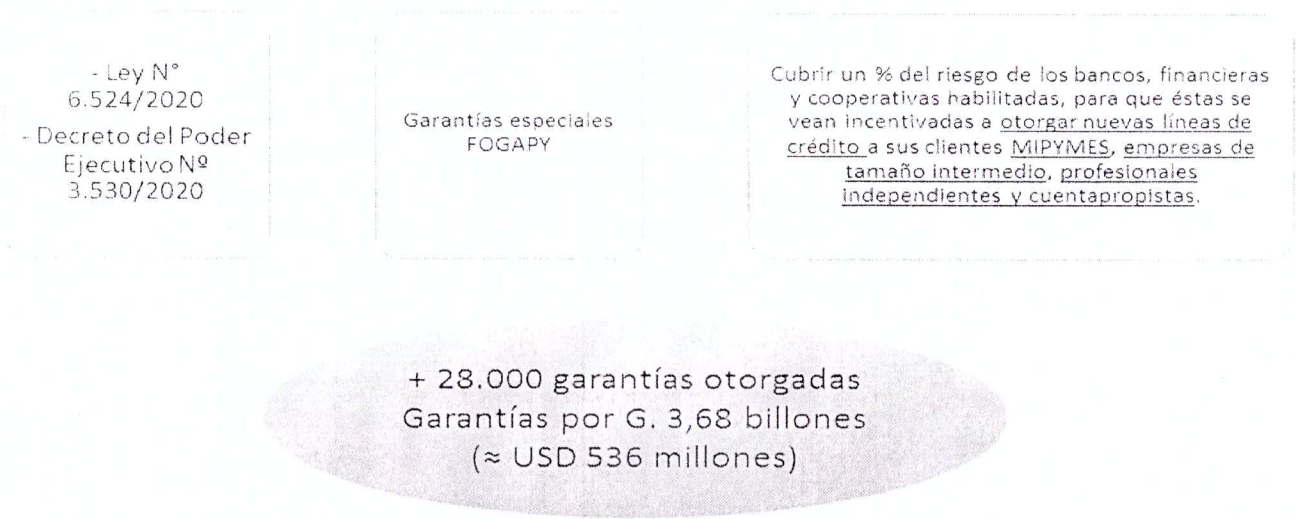 - Ley N°
6.524/2020
- Decreto del Poder
Ejecutivo Nº
3.530/2020
Garantías especiales
FOGAPY
Cubrir un % del riesgo de los bancos, financieras
y cooperativas habilitadas, para que éstas se
vean incentivadas a otorgar nuevas líneas de
crédito a sus clientes MIPYMES, empresas de
tamaño intermedio, profesionales
independientes y cuentapropistas.
+ 28.000 garantías otorgadas
Garantías por G. 3,68 billones
(≈ USD 536 millones)